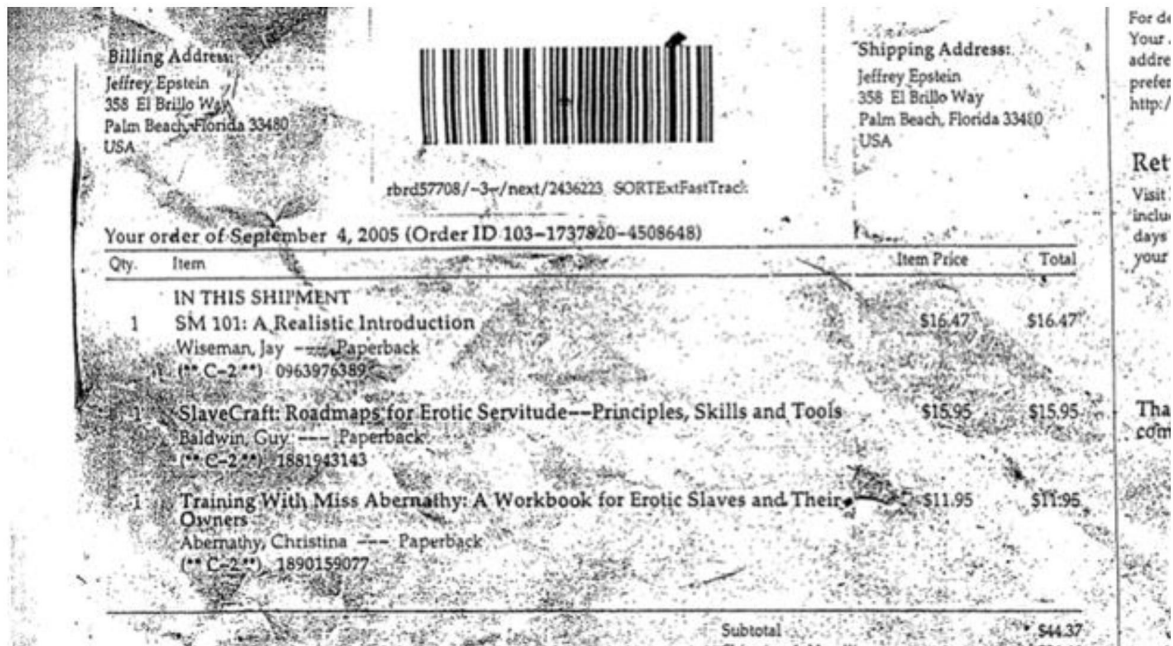 Billing Address:
Jeffrey Epstein
358 El Brillo Way
Palm Beach, Florida 33480
USA
rbrd57708/-3-/next/2436223 SORTExtFastTrack
Shipping Address:
Jeffrey Epstein
358 El Brillo Way
Palm Beach, Florida 33480
USA
Your order of September 4, 2005 (Order ID 103-1737820-4508648)
Qty. Item Item Price Total
IN THIS SHIPMENT
1 SM 101: A Realistic Introduction $16.47 $16.47
Wiseman, Jay --- Paperback
(** C-2 **) 0963976389
1 SlaveCraft: Roadmaps for Erotic Servitude--Principles, Skills and Tools $15.95 $15.95
Baldwin, Guy --- Paperback
(** C-2 **) 1881943143
1 Training With Miss Abernathy: A Workbook for Erotic Slaves and Their $11.95 $11.95
Owners
Abernathy, Christina --- Paperback
(** C-2 **) 1890159077
Subtotal $44.37
For de
Your
addre
prefer
http:/
Ret
Visit
inclu
days
your
Tha
com